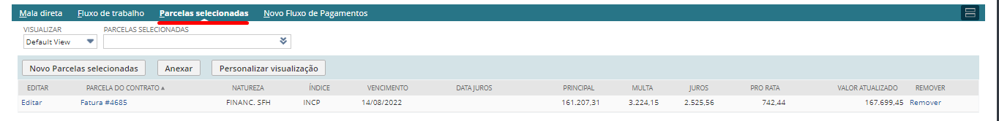 Mala direta Fluxo de trabalho Parcelas selecionadas Novo Fluxo de Pagamentos
VISUALIZAR PARCELAS SELECIONADAS
Default View
Novo Parcelas selecionadas Anexar Personalizar visualização
EDITAR PARCELA DO CONTRATO ▲ NATUREZA ÍNDICE VENCIMENTO DATA JUROS PRINCIPAL MULTA JUROS PRO RATA VALOR ATUALIZADO REMOVER
Editar Fatura #4685 FINANC. SFH INCP 14/08/2022 161.207,31 3.224,15 2.525,56 742,44 167.699,45 Remover